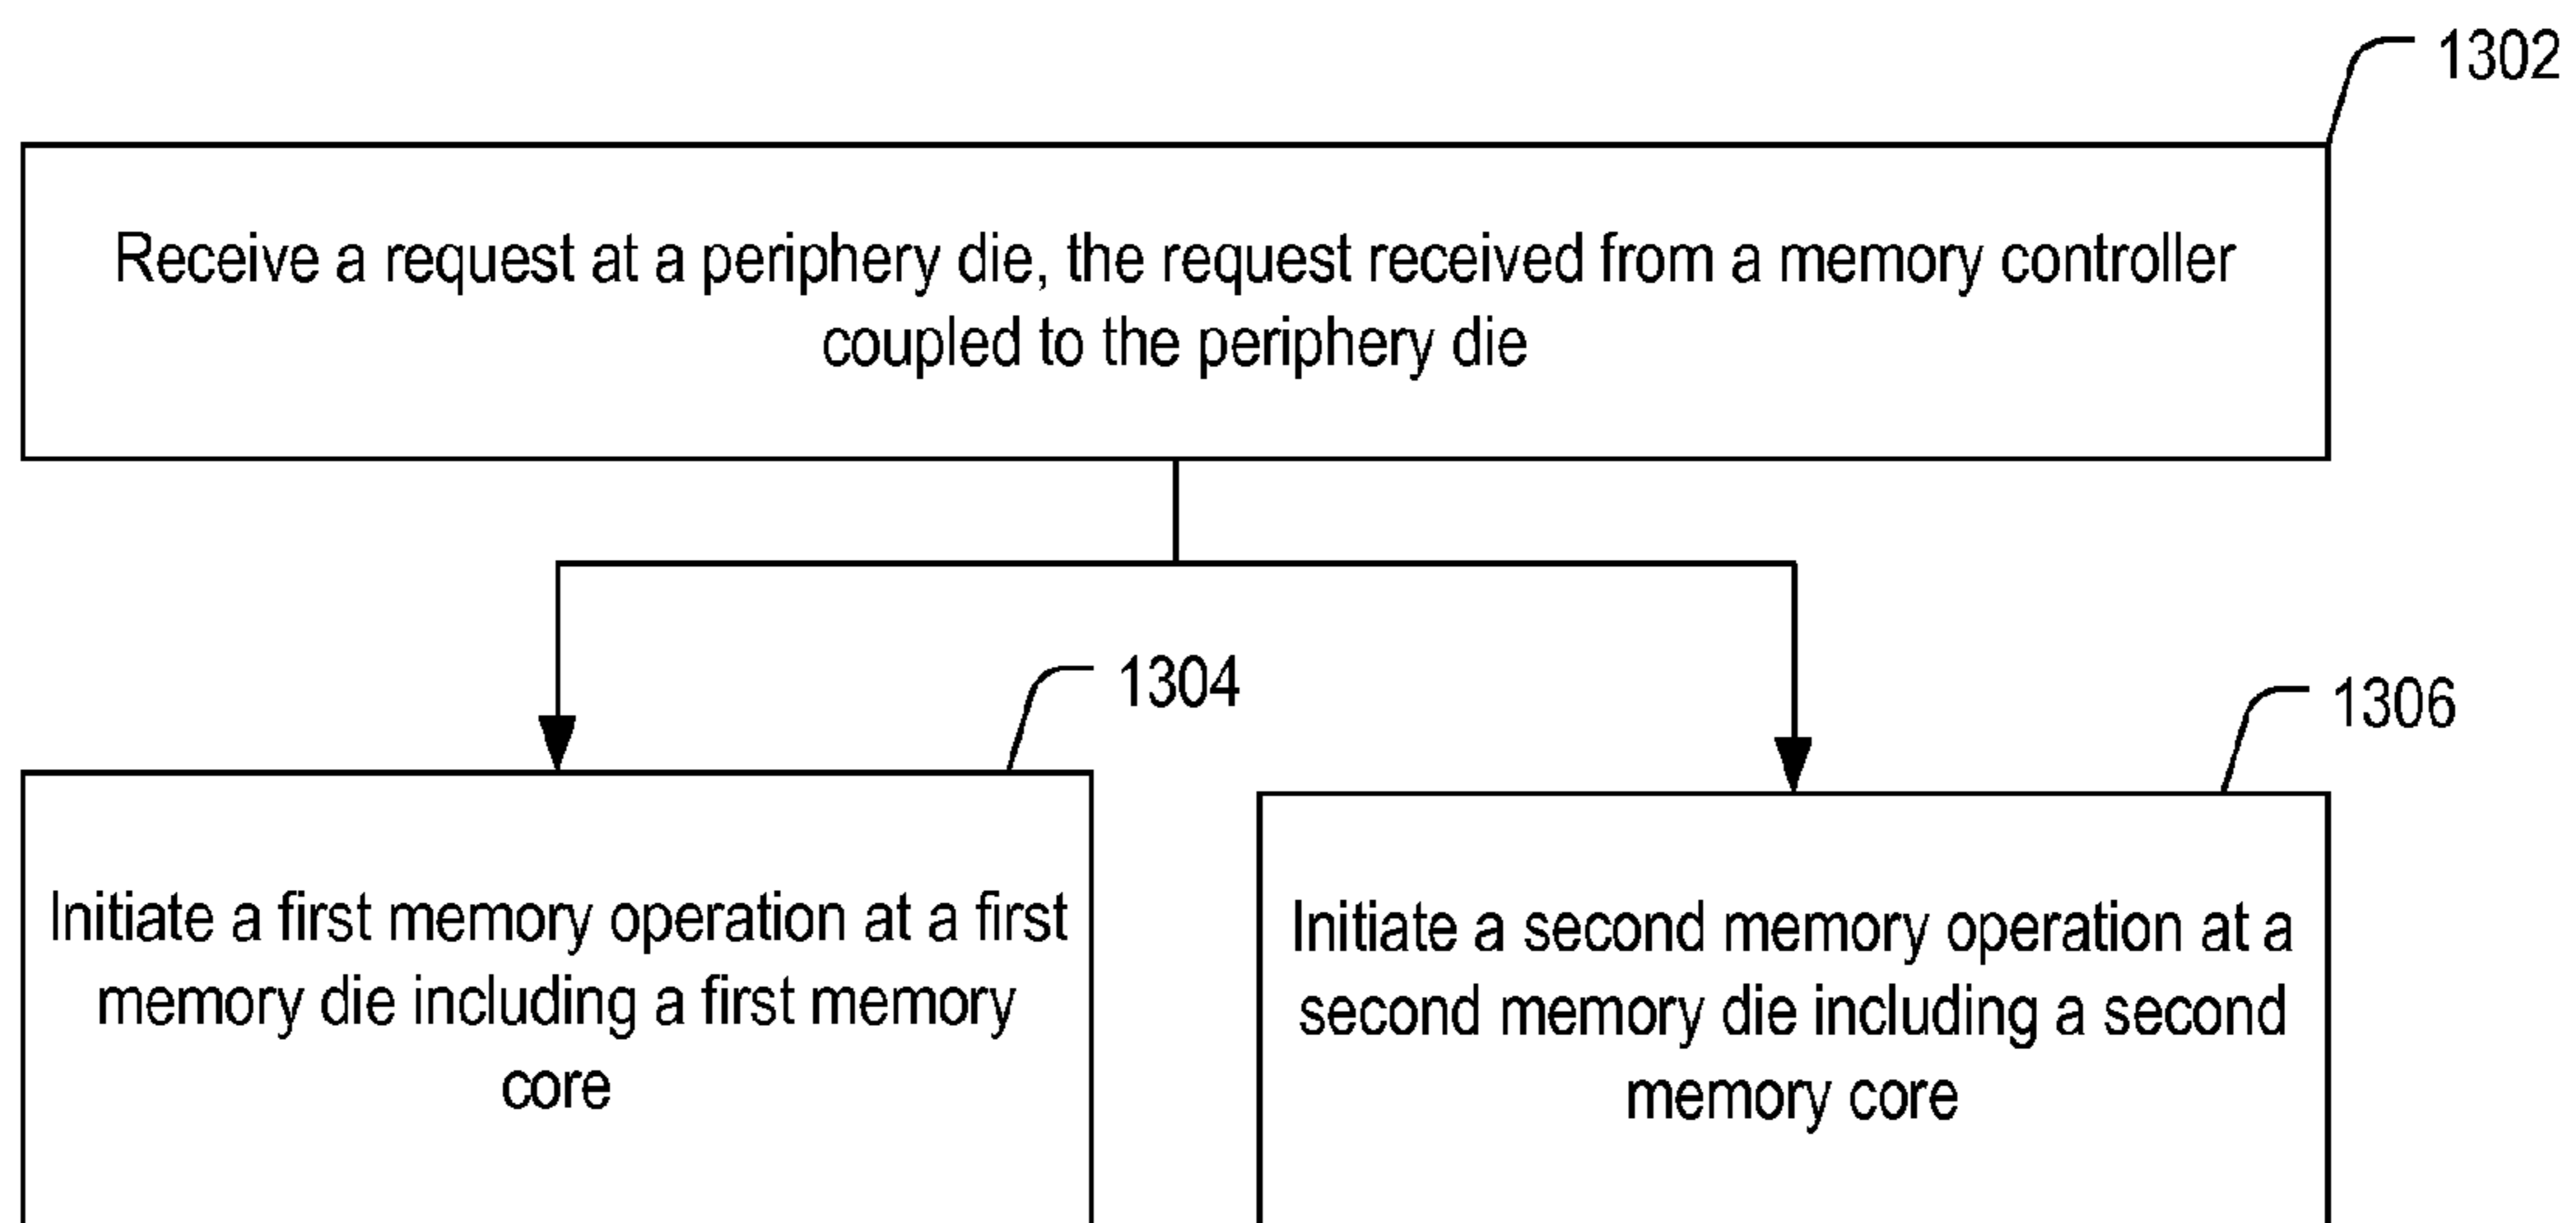 1302
Receive a request at a periphery die, the request received from a memory controller
coupled to the periphery die
1304
Initiate a first memory operation at a first
memory die including a first memory
core
1306
Initiate a second memory operation at a
second memory die including a second
memory core